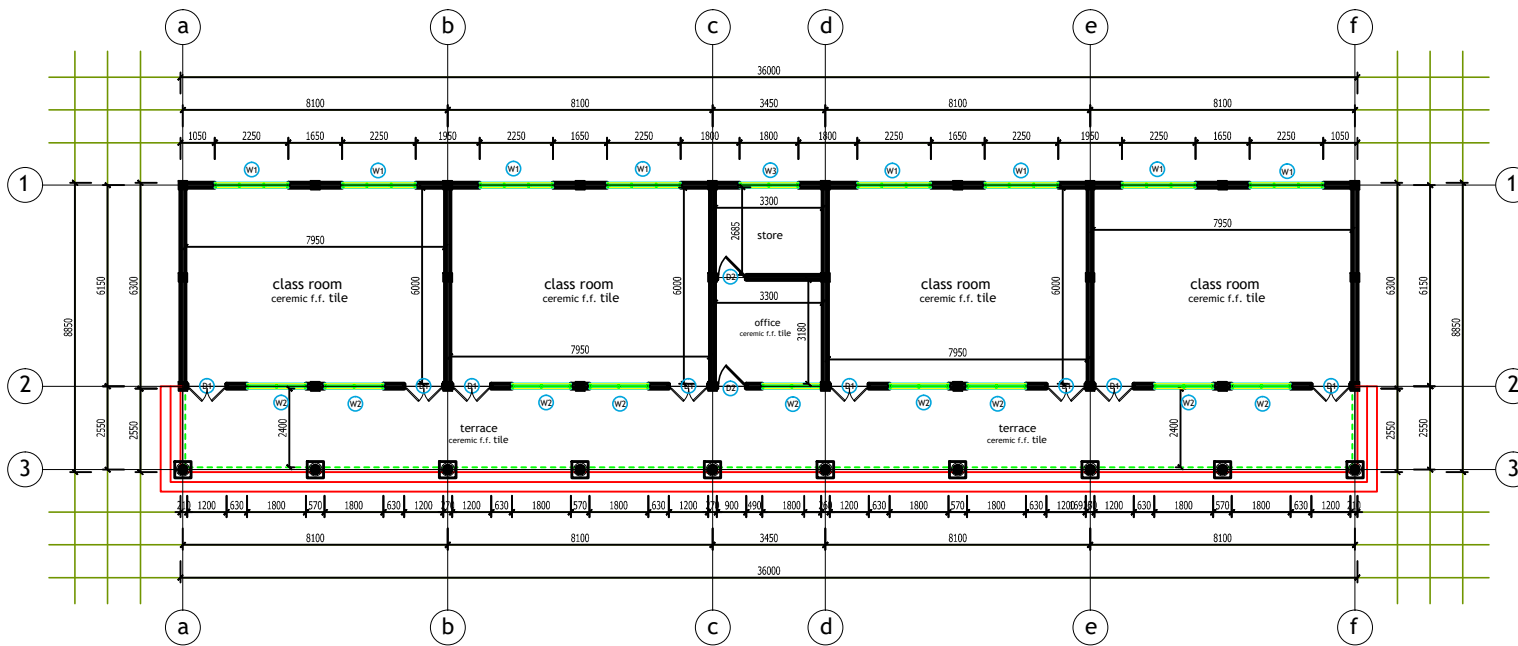 a b c d e f
36000
8100 8100 3450 8100 8100
1050 2250 1650 2250 1950 2250 1650 2250 1800 1800 1800 2250 1650 2250 1950 2250 1650 2250 1050
W1 W1 W1 W1 W3 W1 W1 W1 W1
1 1
3300
7950 2685 store 7950
8850 6150 6300 6000 6000 6000 6300 6150 8850
class room class room class room class room
ceremic f.f. tile ceremic f.f. tile ceremic f.f. tile ceremic f.f. tile
D2
3300
office
ceremic f.f. tile
3180
7950 7950
2 D1 D1 D1 D1 D2 D1 D1 D1 D1 2
W2 W2 W2 W2 W2 W2 W2 W2 W2
2550 2550 2400 2400 2550 2550
terrace terrace
ceremic f.f. tile ceremic f.f. tile
3 3
1200 630 1800 570 1800 630 1200 1200 630 1800 570 1800 630 1200 900 490 1800 1200 630 1800 570 1800 630 1200 630 1800 570 1800 630 1200
8100 8100 3450 8100 8100
36000
a b c d e f